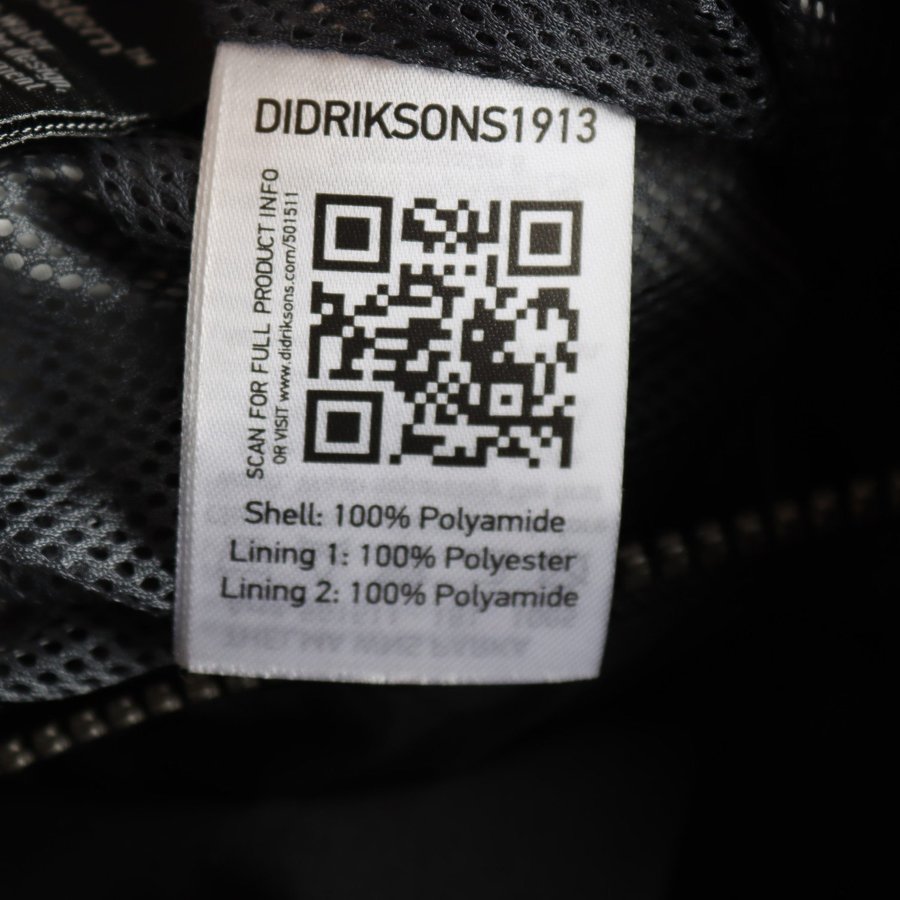 DIDRIKSONS1913
SCAN FOR FULL PRODUCT INFO
OR VISIT www.didriksons.com/501511
Shell: 100% Polyamide
Lining 1: 100% Polyester
Lining 2: 100% Polyamide
design,